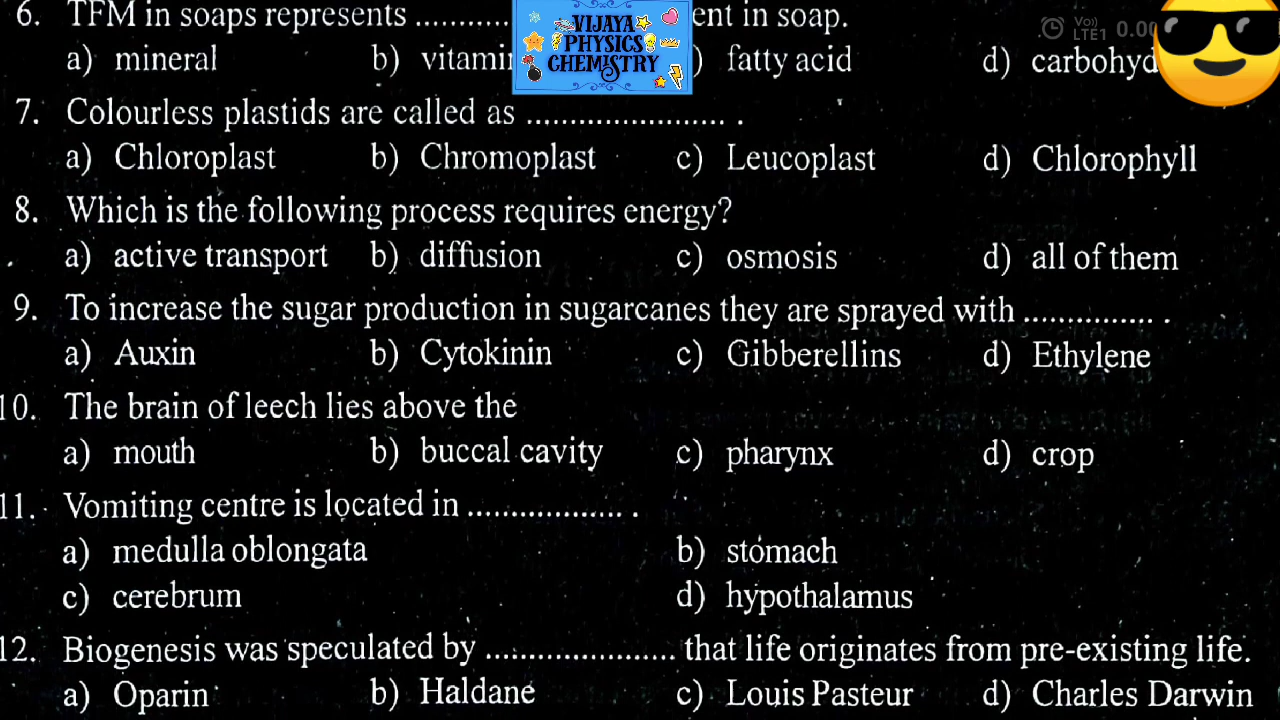 6. TFM in soaps represents .......... ent in soap.
a) mineral b) vitami ) fatty acid d) carbohyd
VIJAYA
PHYSICS
CHEMISTRY
Vo))
LTE1 0.00
7. Colourless plastids are called as ....................... .
a) Chloroplast b) Chromoplast c) Leucoplast d) Chlorophyll
8. Which is the following process requires energy?
a) active transport b) diffusion c) osmosis d) all of them
9. To increase the sugar production in sugarcanes they are sprayed with ............... .
a) Auxin b) Cytokinin c) Gibberellins d) Ethylene
10. The brain of leech lies above the
a) mouth b) buccal cavity c) pharynx d) crop
11. Vomiting centre is located in .................. .
a) medulla oblongata b) stomach
c) cerebrum d) hypothalamus
12. Biogenesis was speculated by ...................... that life originates from pre-existing life.
a) Oparin b) Haldane c) Louis Pasteur d) Charles Darwin